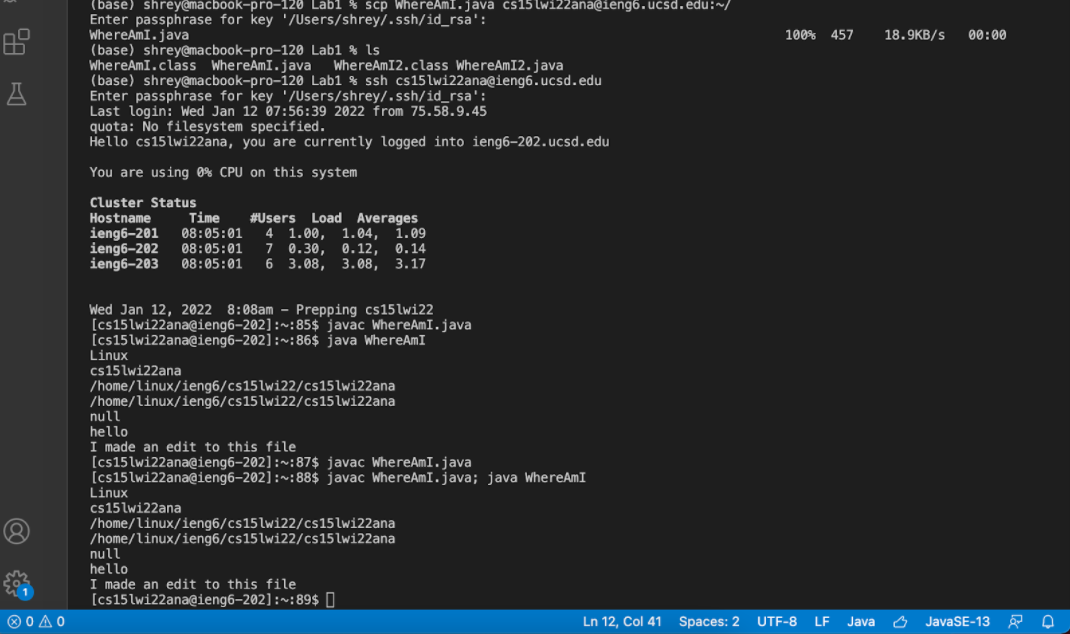 (base) shrey@macbook-pro-120 Lab1 % scp WhereAmI.java cs15lwi22ana@ieng6.ucsd.edu:~/
Enter passphrase for key '/Users/shrey/.ssh/id_rsa':
WhereAmI.java 100% 457 18.9KB/s 00:00
(base) shrey@macbook-pro-120 Lab1 % ls
WhereAmI.class WhereAmI.java WhereAmI2.class WhereAmI2.java
(base) shrey@macbook-pro-120 Lab1 % ssh cs15lwi22ana@ieng6.ucsd.edu
Enter passphrase for key '/Users/shrey/.ssh/id_rsa':
Last login: Wed Jan 12 07:56:39 2022 from 75.58.9.45
quota: No filesystem specified.
Hello cs15lwi22ana, you are currently logged into ieng6-202.ucsd.edu
You are using 0% CPU on this system
Cluster Status
Hostname Time #Users Load Averages
ieng6-201 08:05:01 4 1.00, 1.04, 1.09
ieng6-202 08:05:01 7 0.30, 0.12, 0.14
ieng6-203 08:05:01 6 3.08, 3.08, 3.17
Wed Jan 12, 2022 8:08am - Prepping cs15lwi22
[cs15lwi22ana@ieng6-202]:~:85$ javac WhereAmI.java
[cs15lwi22ana@ieng6-202]:~:86$ java WhereAmI
Linux
cs15lwi22ana
/home/linux/ieng6/cs15lwi22/cs15lwi22ana
/home/linux/ieng6/cs15lwi22/cs15lwi22ana
null
hello
I made an edit to this file
[cs15lwi22ana@ieng6-202]:~:87$ javac WhereAmI.java
[cs15lwi22ana@ieng6-202]:~:88$ javac WhereAmI.java; java WhereAmI
Linux
cs15lwi22ana
/home/linux/ieng6/cs15lwi22/cs15lwi22ana
/home/linux/ieng6/cs15lwi22/cs15lwi22ana
null
hello
I made an edit to this file
[cs15lwi22ana@ieng6-202]:~:89$
1
0 0 Ln 12, Col 41 Spaces: 2 UTF-8 LF Java JavaSE-13